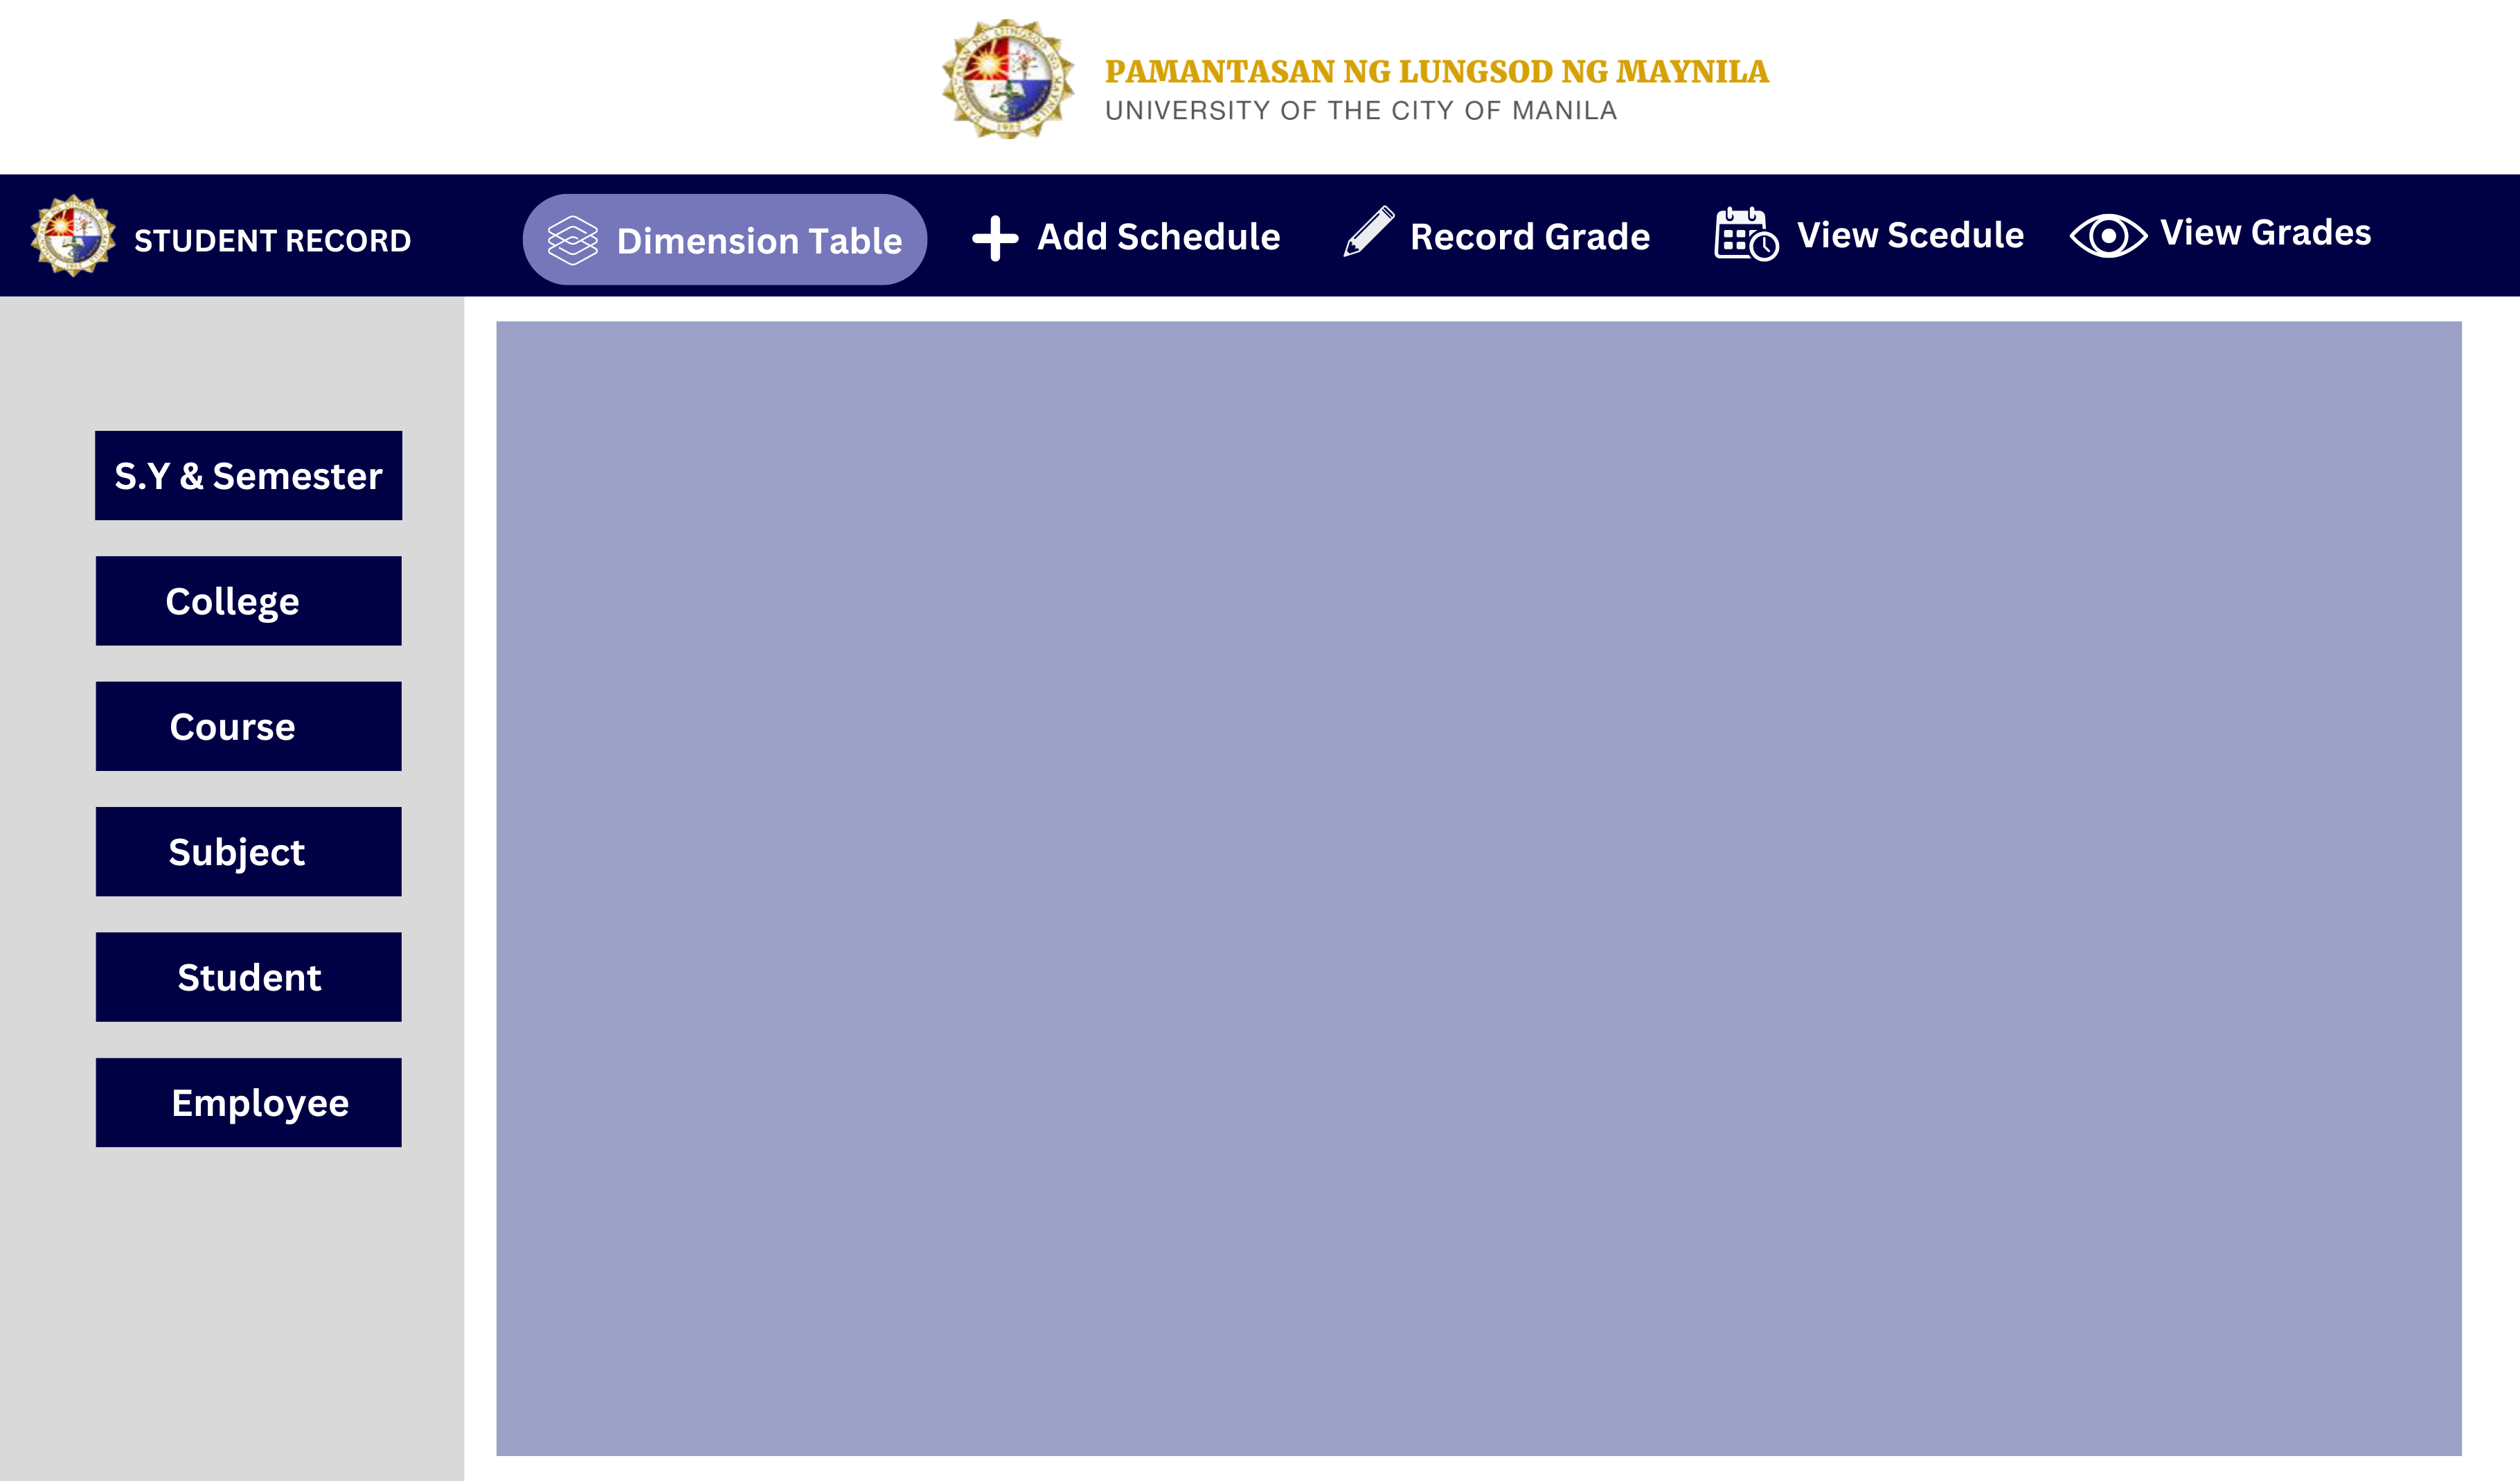 PAMANTASAN NG LUNGSOD NG MAYNILA
UNIVERSITY OF THE CITY OF MANILA
STUDENT RECORD
Dimension Table
Add Schedule
Record Grade
View Scedule
View Grades
S.Y & Semester
College
Course
Subject
Student
Employee